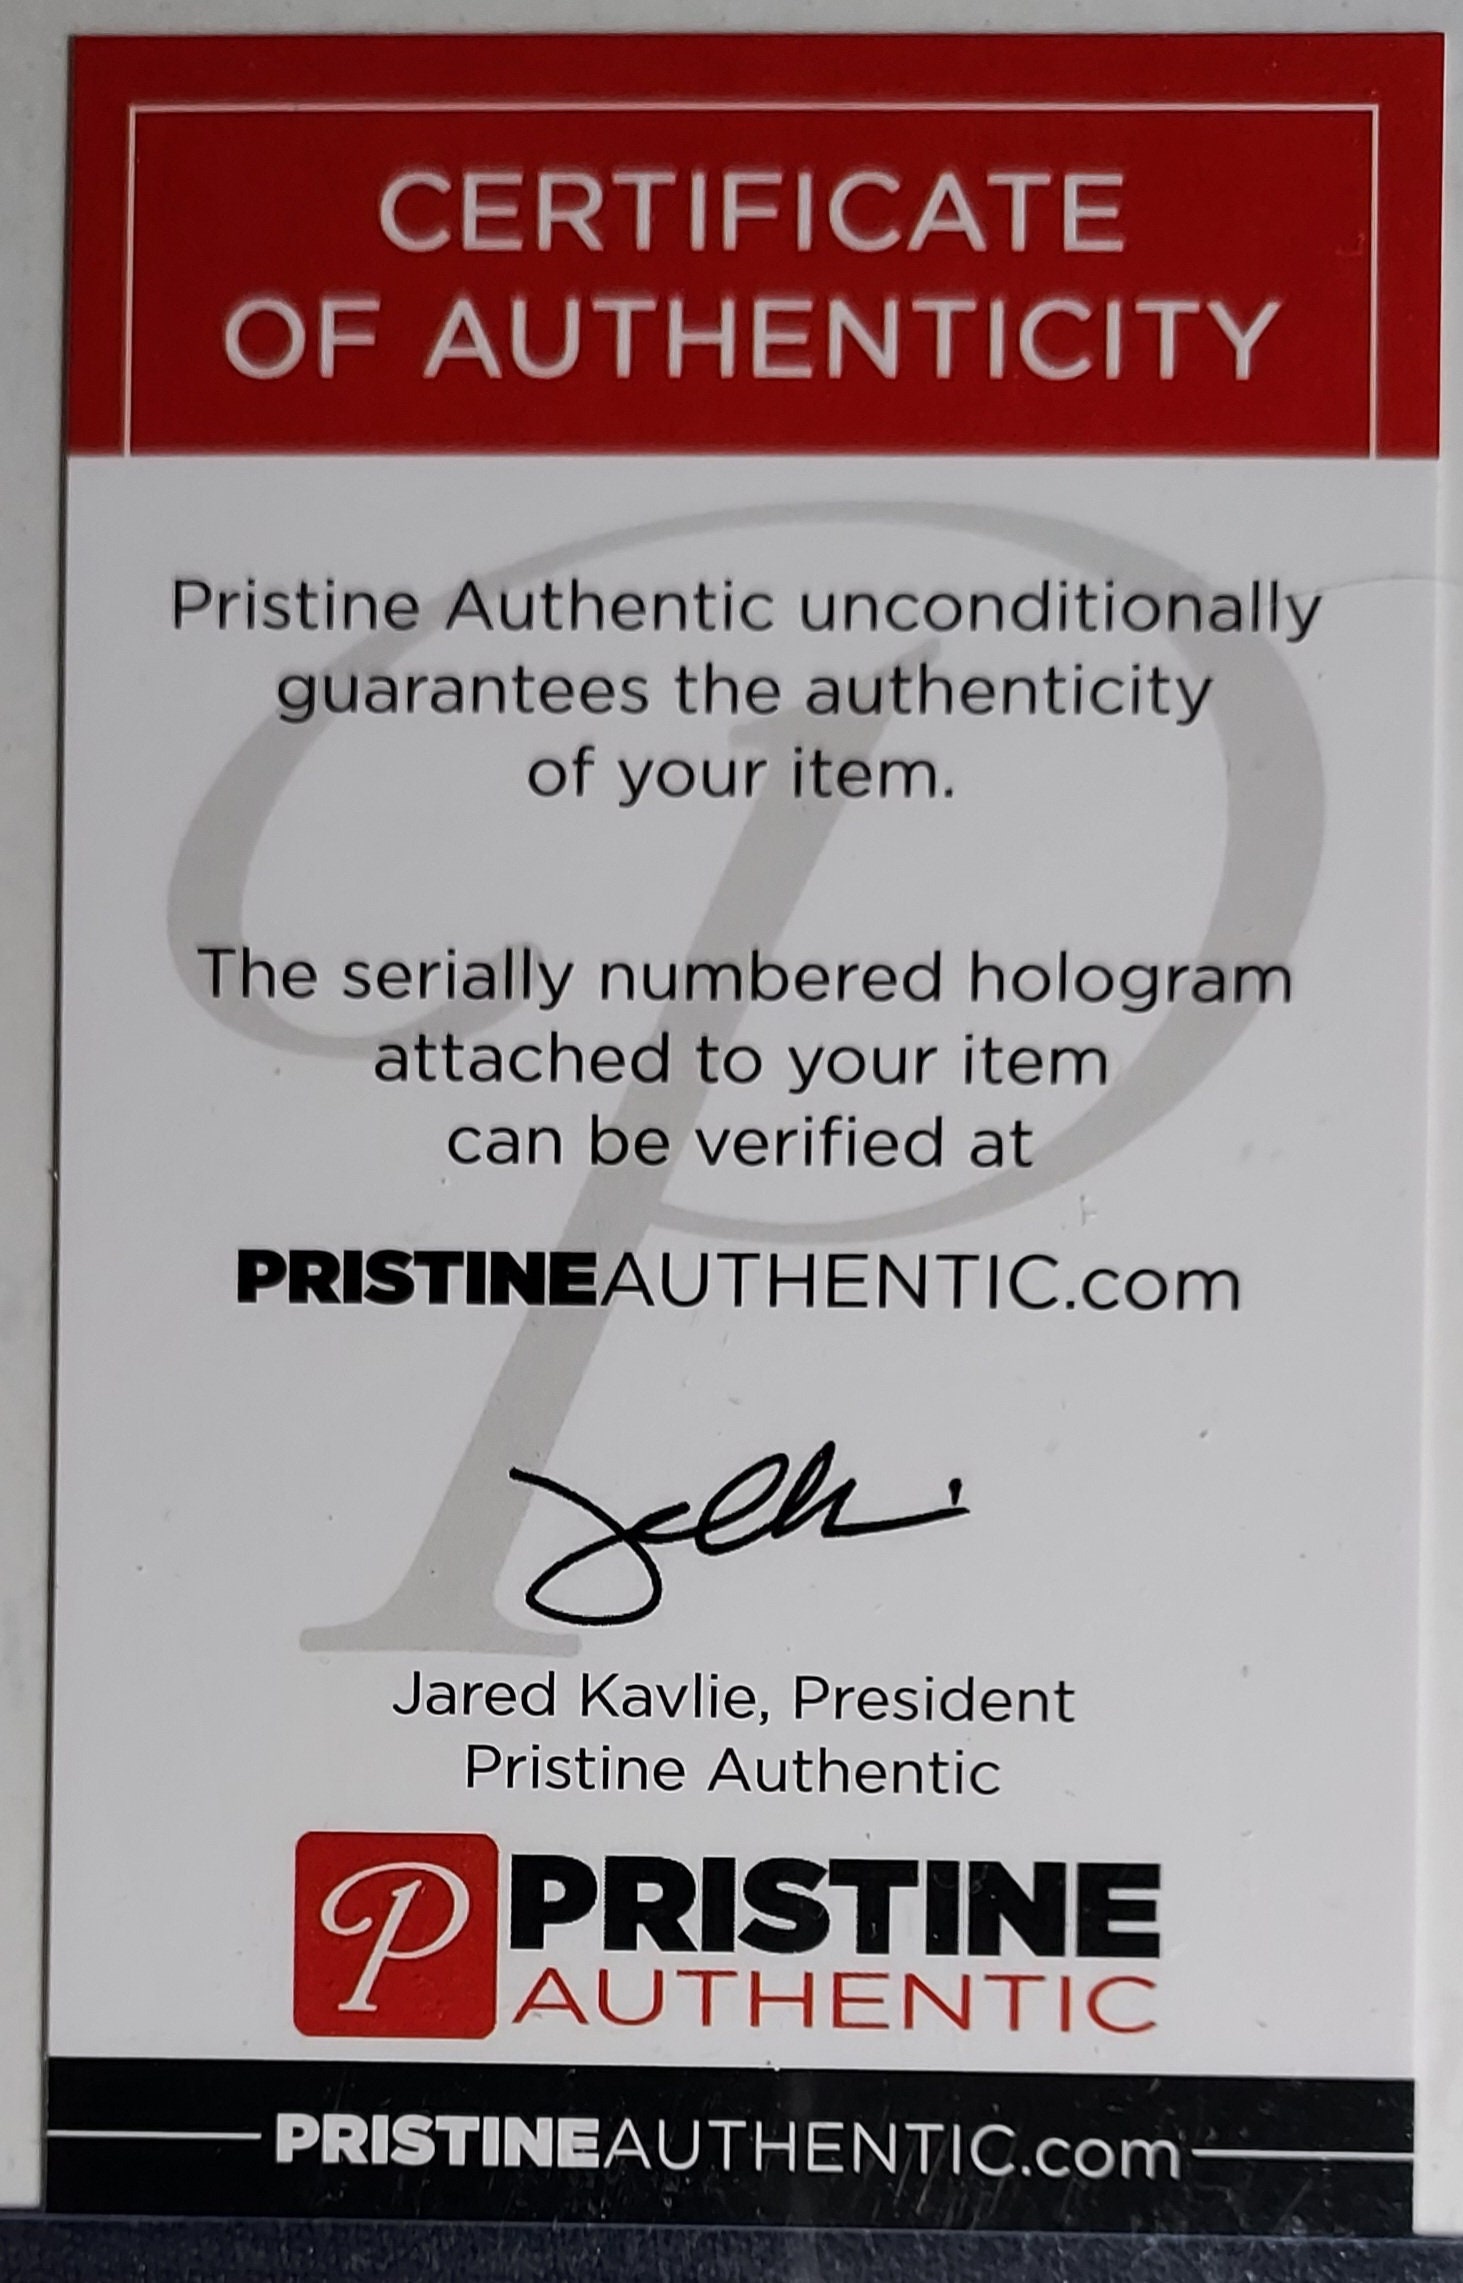 CERTIFICATE
OF AUTHENTICITY
Pristine Authentic unconditionally
guarantees the authenticity
of your item.
The serially numbered hologram
attached to your item
can be verified at
PRISTINEAUTHENTIC.com
Jared Kavlie, President
Pristine Authentic
P PRISTINE
AUTHENTIC
PRISTINEAUTHENTIC.com